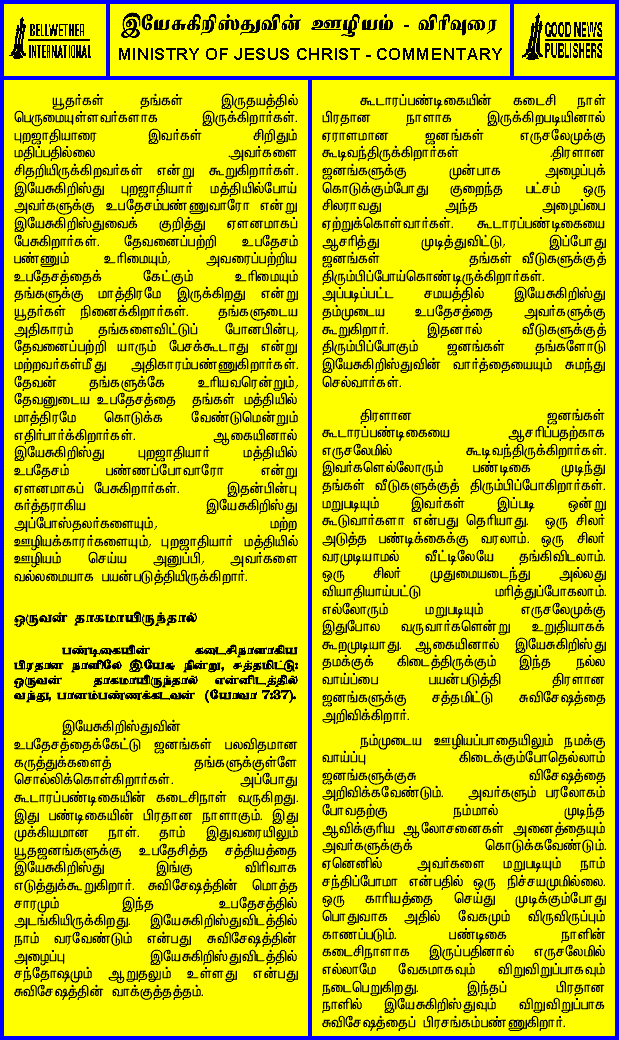 BELLWETHER
INTERNATIONAL
இயேசுகிறிஸ்துவின் ஊழியம் - விரிவுரை
MINISTRY OF JESUS CHRIST - COMMENTARY
GOOD NEWS
PUBLISHERS
யூதர்கள் தங்கள் இருதயத்தில்
பெருமையுள்ளவர்களாக இருக்கிறார்கள்.
புறஜாதியாரை இவர்கள் சிறிதும்
மதிப்பதில்லை அவர்களை
சிதறியிருக்கிறவர்கள் என்று கூறுகிறார்கள்.
இயேசுகிறிஸ்து புறஜாதியார் மத்தியில்போய்
அவர்களுக்கு உபதேசம்பண்ணுவாரோ என்று
இயேசுகிறிஸ்துவைக் குறித்து ஏளனமாகப்
பேசுகிறார்கள். தேவனைப்பற்றி உபதேசம்
பண்ணும் உரிமையும், அவரைப்பற்றிய
உபதேசத்தைக் கேட்கும் உரிமையும்
தங்களுக்கு மாத்திரமே இருக்கிறது என்று
யூதர்கள் நினைக்கிறார்கள். தங்களுடைய
அதிகாரம் தங்களைவிட்டுப் போனபின்பு,
தேவனைப்பற்றி யாரும் பேசக்கூடாது என்று
மற்றவர்கள்மீது அதிகாரம்பண்ணுகிறார்கள்.
தேவன் தங்களுக்கே உரியவரென்றும்,
தேவனுடைய உபதேசத்தை தங்கள் மத்தியில்
மாத்திரமே கொடுக்க வேண்டுமென்றும்
எதிர்பார்க்கிறார்கள். ஆகையினால்
இயேசுகிறிஸ்து புறஜாதியார் மத்தியில்
உபதேசம் பண்ணப்போவாரோ என்று
ஏளனமாகப் பேசுகிறார்கள். இதன்பின்பு
கர்த்தராகிய இயேசுகிறிஸ்து
அப்போஸ்தலர்களையும், மற்ற
ஊழியக்காரர்களையும், புறஜாதியார் மத்தியில்
ஊழியம் செய்ய அனுப்பி, அவர்களை
வல்லமையாக பயன்படுத்தியிருக்கிறார்.
ஒருவன் தாகமாயிருந்தால்
பண்டிகையின் கடைசிநாளாகிய
பிரதான நாளிலே இயேசு நின்று, சத்தமிட்டு:
ஒருவன் தாகமாயிருந்தால் என்னிடத்தில்
வந்து, பானம்பண்ணக்கடவன் (யோவா 7:37).
இயேசுகிறிஸ்துவின்
உபதேசத்தைக்கேட்டு ஜனங்கள் பலவிதமான
கருத்துக்களைத் தங்களுக்குள்ளே
சொல்லிக்கொள்கிறார்கள். அப்போது
கூடாரப்பண்டிகையின் கடைசிநாள் வருகிறது.
இது பண்டிகையின் பிரதான நாளாகும். இது
முக்கியமான நாள். தாம் இதுவரையிலும்
யூதஜனங்களுக்கு உபதேசித்த சத்தியத்தை
இயேசுகிறிஸ்து இங்கு விரிவாக
எடுத்துக்கூறுகிறார். சுவிசேஷத்தின் மொத்த
சாரமும் இந்த உபதேசத்தில்
அடங்கியிருக்கிறது. இயேசுகிறிஸ்துவிடத்தில்
நாம் வரவேண்டும் என்பது சுவிசேஷத்தின்
அழைப்பு இயேசுகிறிஸ்துவிடத்தில்
சந்தோஷமும் ஆறுதலும் உள்ளது என்பது
சுவிசேஷத்தின் வாக்குத்தத்தம்.
கூடாரப்பண்டிகையின் கடைசி நாள்
பிரதான நாளாக இருக்கிறபடியினால்
ஏராளமான ஜனங்கள் எருசலேமுக்கு
கூடிவந்திருக்கிறார்கள் .திரளான
ஜனங்களுக்கு முன்பாக அழைப்புக்
கொடுக்கும்போது குறைந்த பட்சம் ஒரு
சிலராவது அந்த அழைப்பை
ஏற்றுக்கொள்வார்கள். கூடாரப்பண்டிகையை
ஆசரித்து முடித்துவிட்டு, இப்போது
ஜனங்கள் தங்கள் வீடுகளுக்குத்
திரும்பிப்போய்கொண்டிருக்கிறார்கள்.
அப்படிப்பட்ட சமயத்தில் இயேசுகிறிஸ்து
தம்முடைய உபதேசத்தை அவர்களுக்கு
கூறுகிறார். இதனால் வீடுகளுக்குத்
திரும்பிப்போகும் ஜனங்கள் தங்களோடு
இயேசுகிறிஸ்துவின் வார்த்தையையும் சுமந்து
செல்வார்கள்.
திரளான ஜனங்கள்
கூடாரப்பண்டிகையை ஆசரிப்பதற்காக
எருசலேமில் கூடிவந்திருக்கிறார்கள்.
இவர்களெல்லோரும் பண்டிகை முடிந்து
தங்கள் வீடுகளுக்குத் திரும்பிப்போகிறார்கள்.
மறுபடியும் இவர்கள் இப்படி ஒன்று
கூடுவார்களா என்பது தெரியாது. ஒரு சிலர்
அடுத்த பண்டிக்கைக்கு வரலாம். ஒரு சிலர்
வரமுடியாமல் வீட்டிலேயே தங்கிவிடலாம்.
ஒரு சிலர் முதுமையடைந்து அல்லது
வியாதியாய்பட்டு மரித்துப்போகலாம்.
எல்லோரும் மறுபடியும் எருசலேமுக்கு
இதுபோல வருவார்களென்று உறுதியாகக்
கூறமுடியாது. ஆகையினால் இயேசுகிறிஸ்து
தமக்குக் கிடைத்திருக்கும் இந்த நல்ல
வாய்ப்பை பயன்படுத்தி திரளான
ஜனங்களுக்கு சத்தமிட்டு சுவிசேஷத்தை
அறிவிக்கிறார்.
நம்முடைய ஊழியப்பாதையிலும் நமக்கு
வாய்ப்பு கிடைக்கும்போதெல்லாம்
ஜனங்களுக்குசு விசேஷத்தை
அறிவிக்கவேண்டும். அவர்களும் பரலோகம்
போவதற்கு நம்மால் முடிந்த
ஆவிக்குரிய ஆலோசனைகள் அனைத்தையும்
அவர்களுக்குக் கொடுக்கவேண்டும்.
ஏனெனில் அவர்களை மறுபடியும் நாம்
சந்திப்போமா என்பதில் ஒரு நிச்சயமுமில்லை.
ஒரு காரியத்தை செய்து முடிக்கும்போது
பொதுவாக அதில் வேகமும் விருவிருப்பும்
காணப்படும். பண்டிகை நாளின்
கடைசிநாளாக இருப்பதினால் எருசலேமில்
எல்லாமே வேகமாகவும் விறுவிறுப்பாகவும்
நடைபெறுகிறது. இந்தப் பிரதான
நாளில் இயேசுகிறிஸ்துவும் விறுவிறுப்பாக
சுவிசேஷத்தைப் பிரசங்கம்பண்ணுகிறார்.